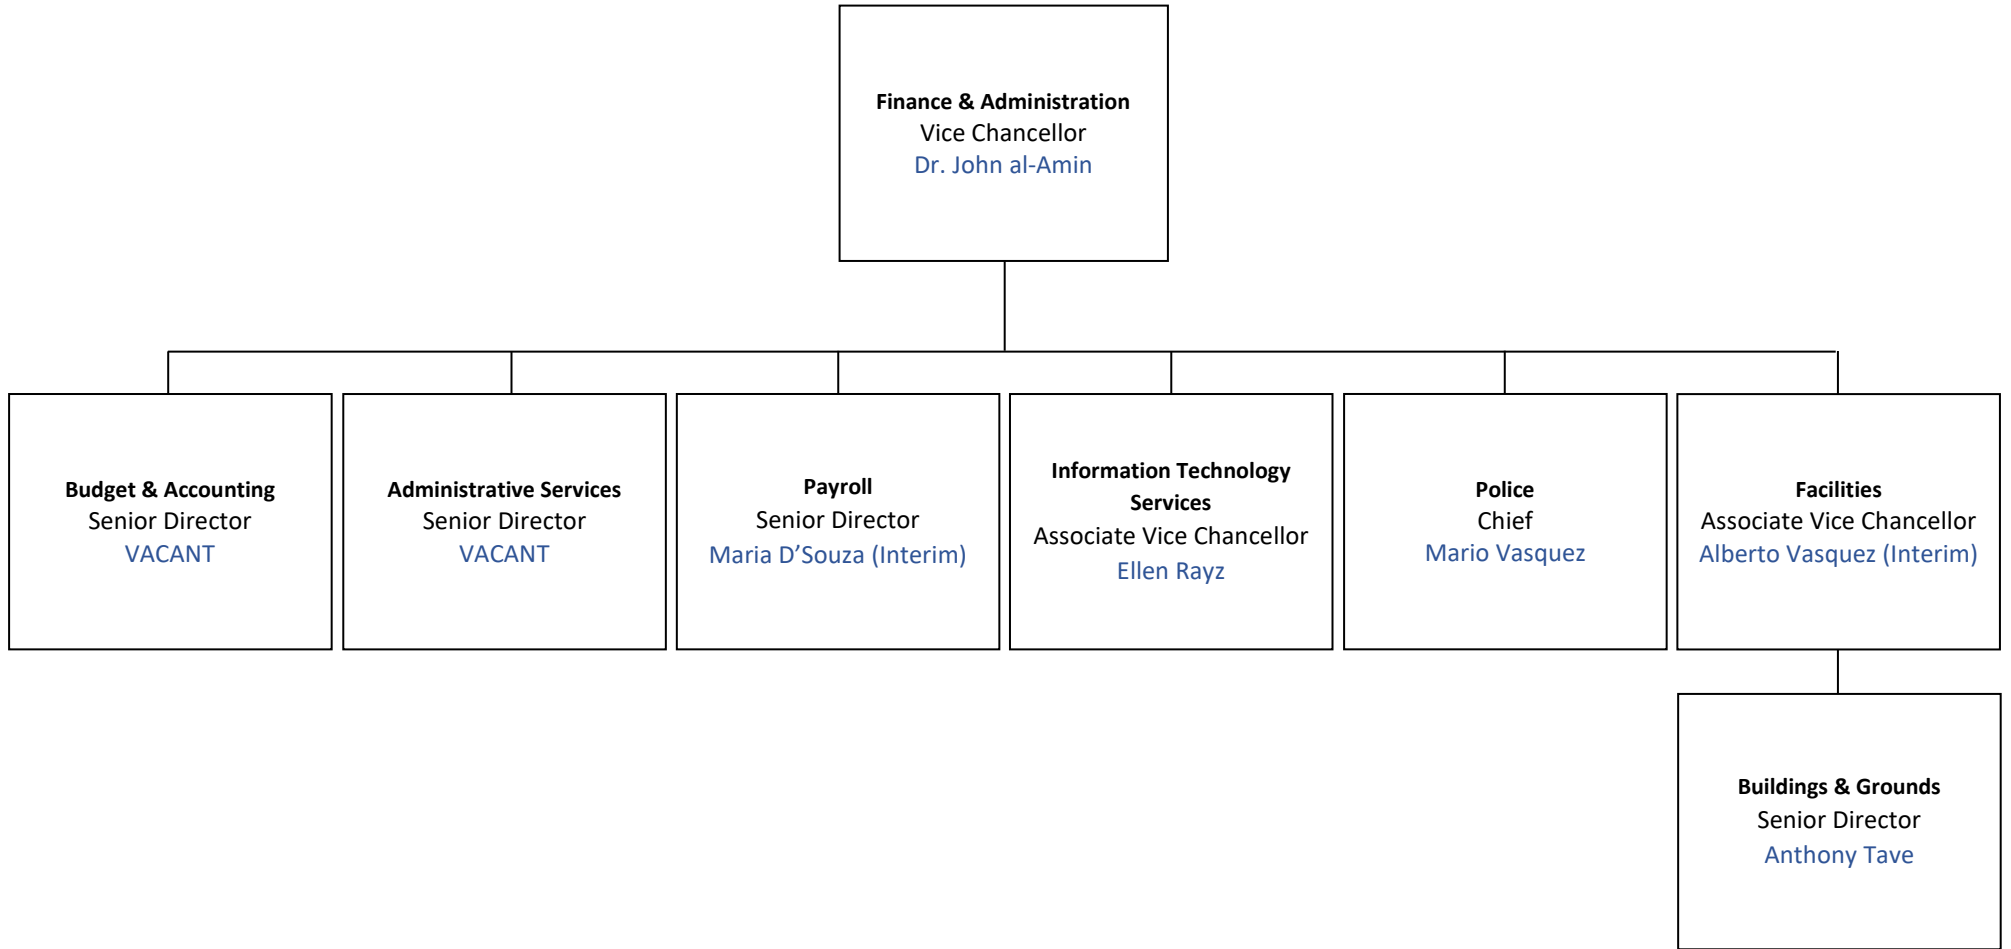 Finance & Administration
Vice Chancellor
Dr. John al-Amin
Budget & Accounting
Senior Director
VACANT
Administrative Services
Senior Director
VACANT
Payroll
Senior Director
Maria D’Souza (Interim)
Information Technology
Services
Associate Vice Chancellor
Ellen Rayz
Police
Chief
Mario Vasquez
Facilities
Associate Vice Chancellor
Alberto Vasquez (Interim)
Buildings & Grounds
Senior Director
Anthony Tave